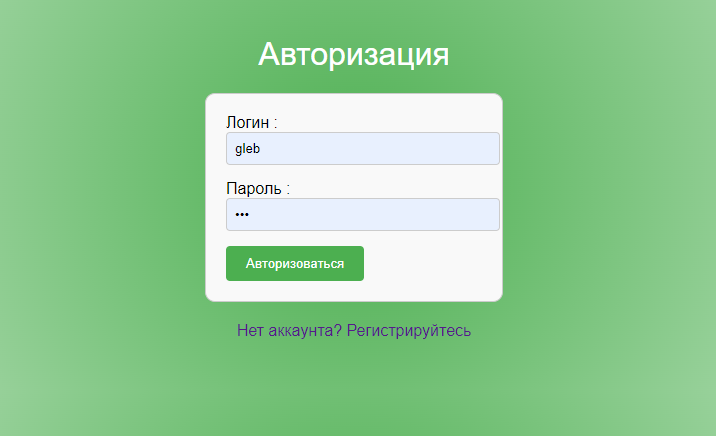 Авторизация
Логин :
gleb
Пароль :
•••
Авторизоваться
Нет аккаунта? Регистрируйтесь